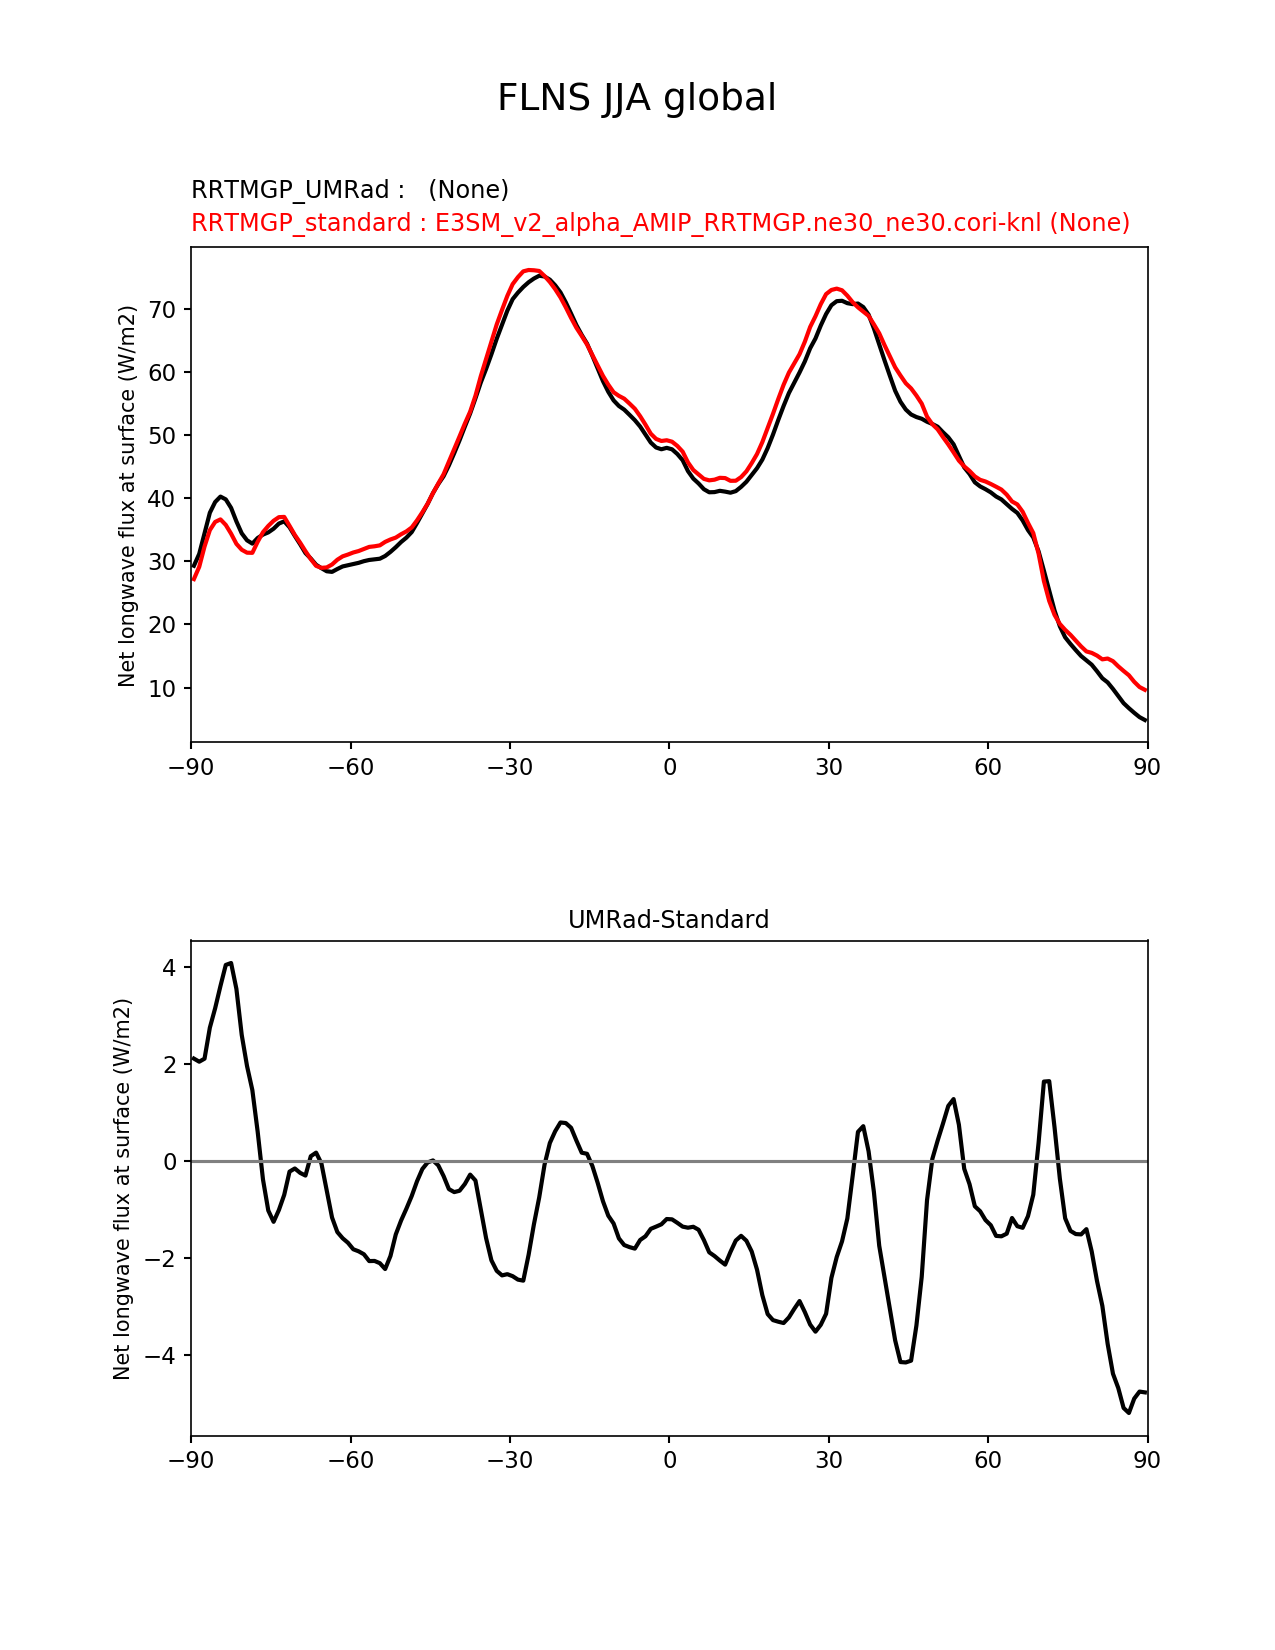 FLNS JJA global
RRTMGP_UMRad :   (None)
RRTMGP_standard : E3SM_v2_alpha_AMIP_RRTMGP.ne30_ne30.cori-knl (None)
Net longwave flux at surface (W/m2)
70
60
50
40
30
20
10
−90 −60 −30 0 30 60 90
UMRad-Standard
Net longwave flux at surface (W/m2)
4
2
0
−2
−4
−90 −60 −30 0 30 60 90